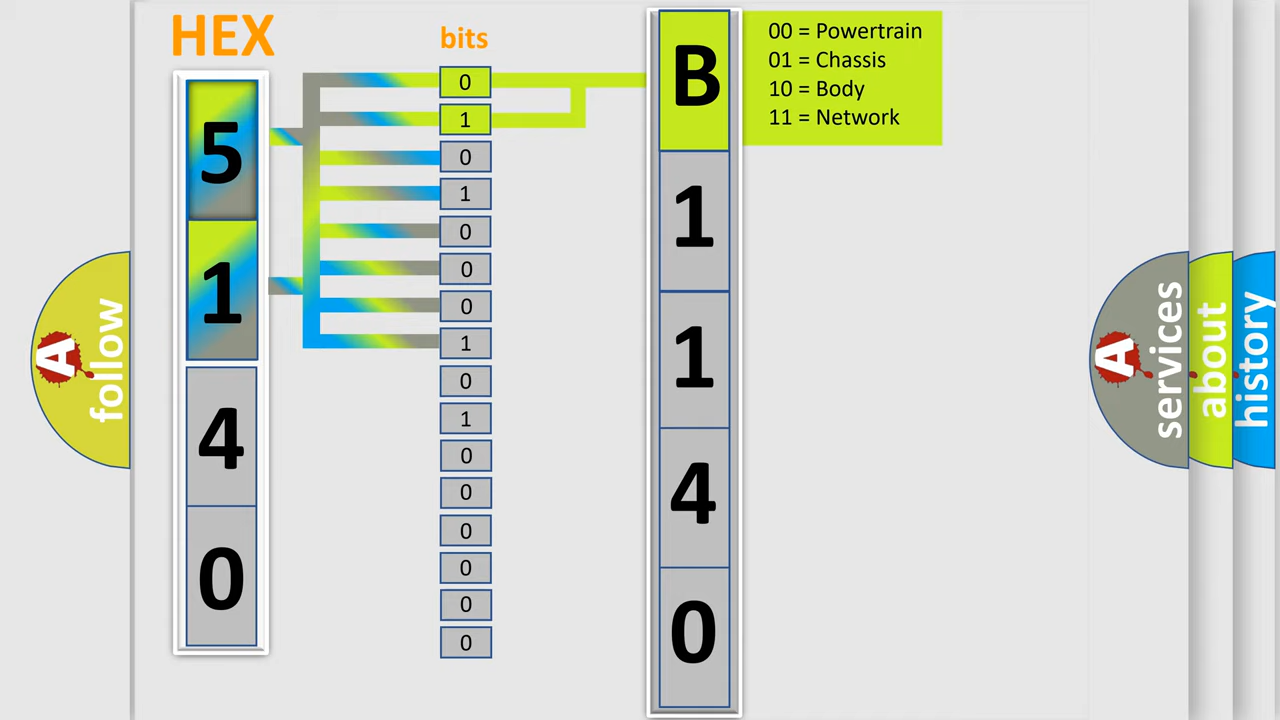 HEX
bits
5
1
4
0
0
1
0
1
0
0
0
1
0
1
0
0
0
0
0
0
B
1
1
4
0
00 = Powertrain
01 = Chassis
10 = Body
11 = Network
A
follow
A
services
about
history